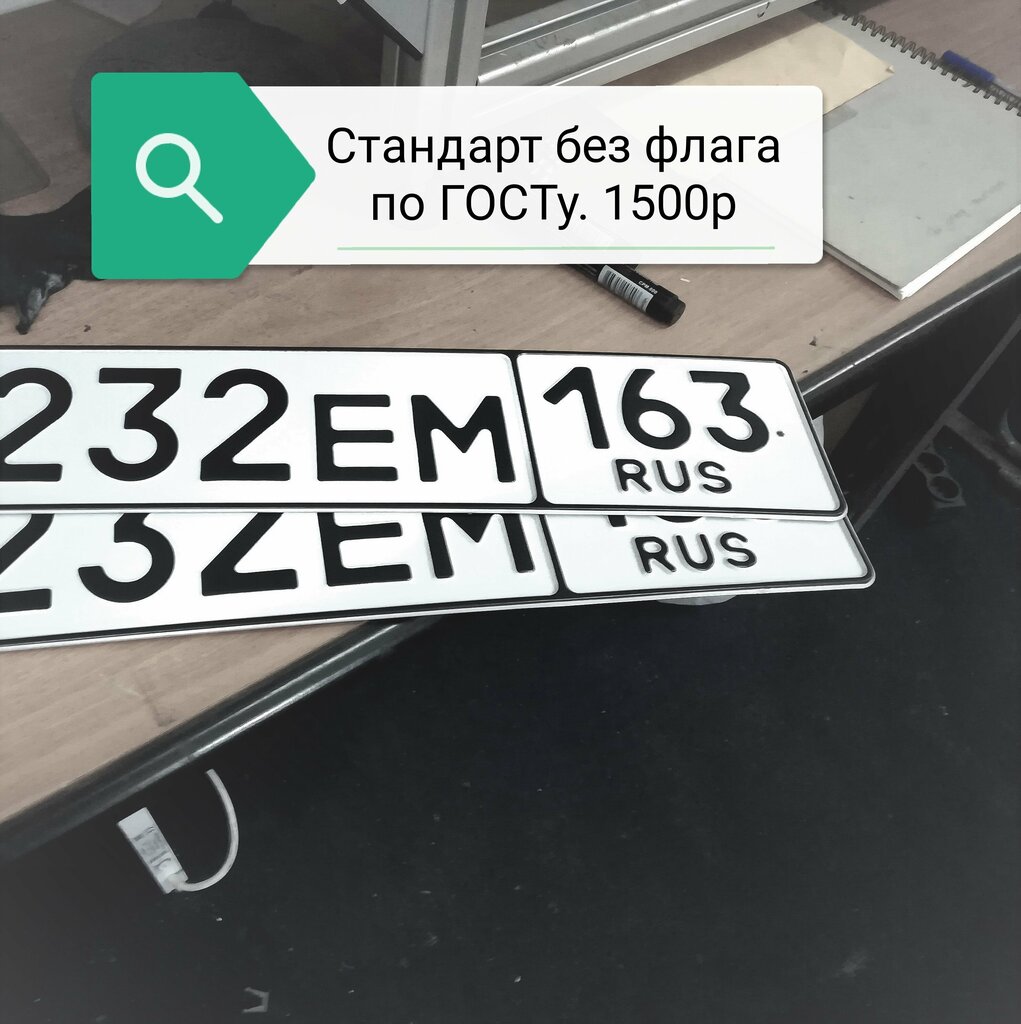 Стандарт без флага
по ГОСТу. 1500р
232ЕМ 163
RUS
232ЕМ
RUS